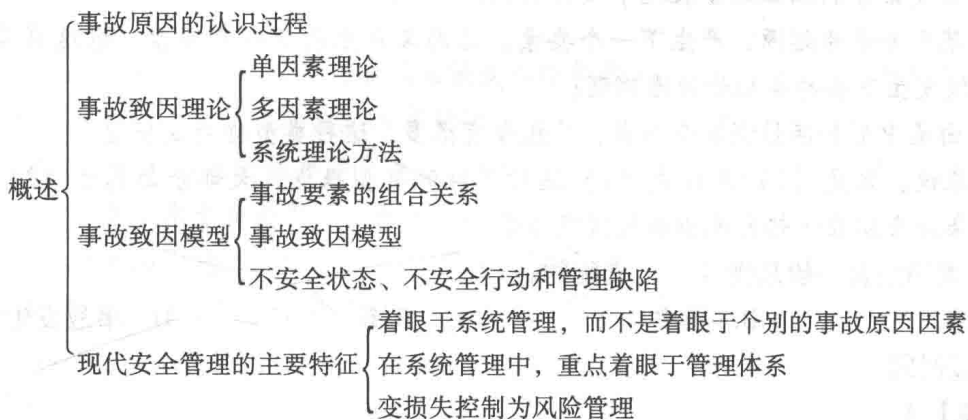 事故原因的认识过程
单因素理论
事故致因理论
多因素理论
系统理论方法
概述
事故要素的组合关系
事故致因模型
事故致因模型
不安全状态、不安全行动和管理缺陷
着眼于系统管理，而不是着眼于个别的事故原因因素
现代安全管理的主要特征
在系统管理中，重点着眼于管理体系
变损失控制为风险管理